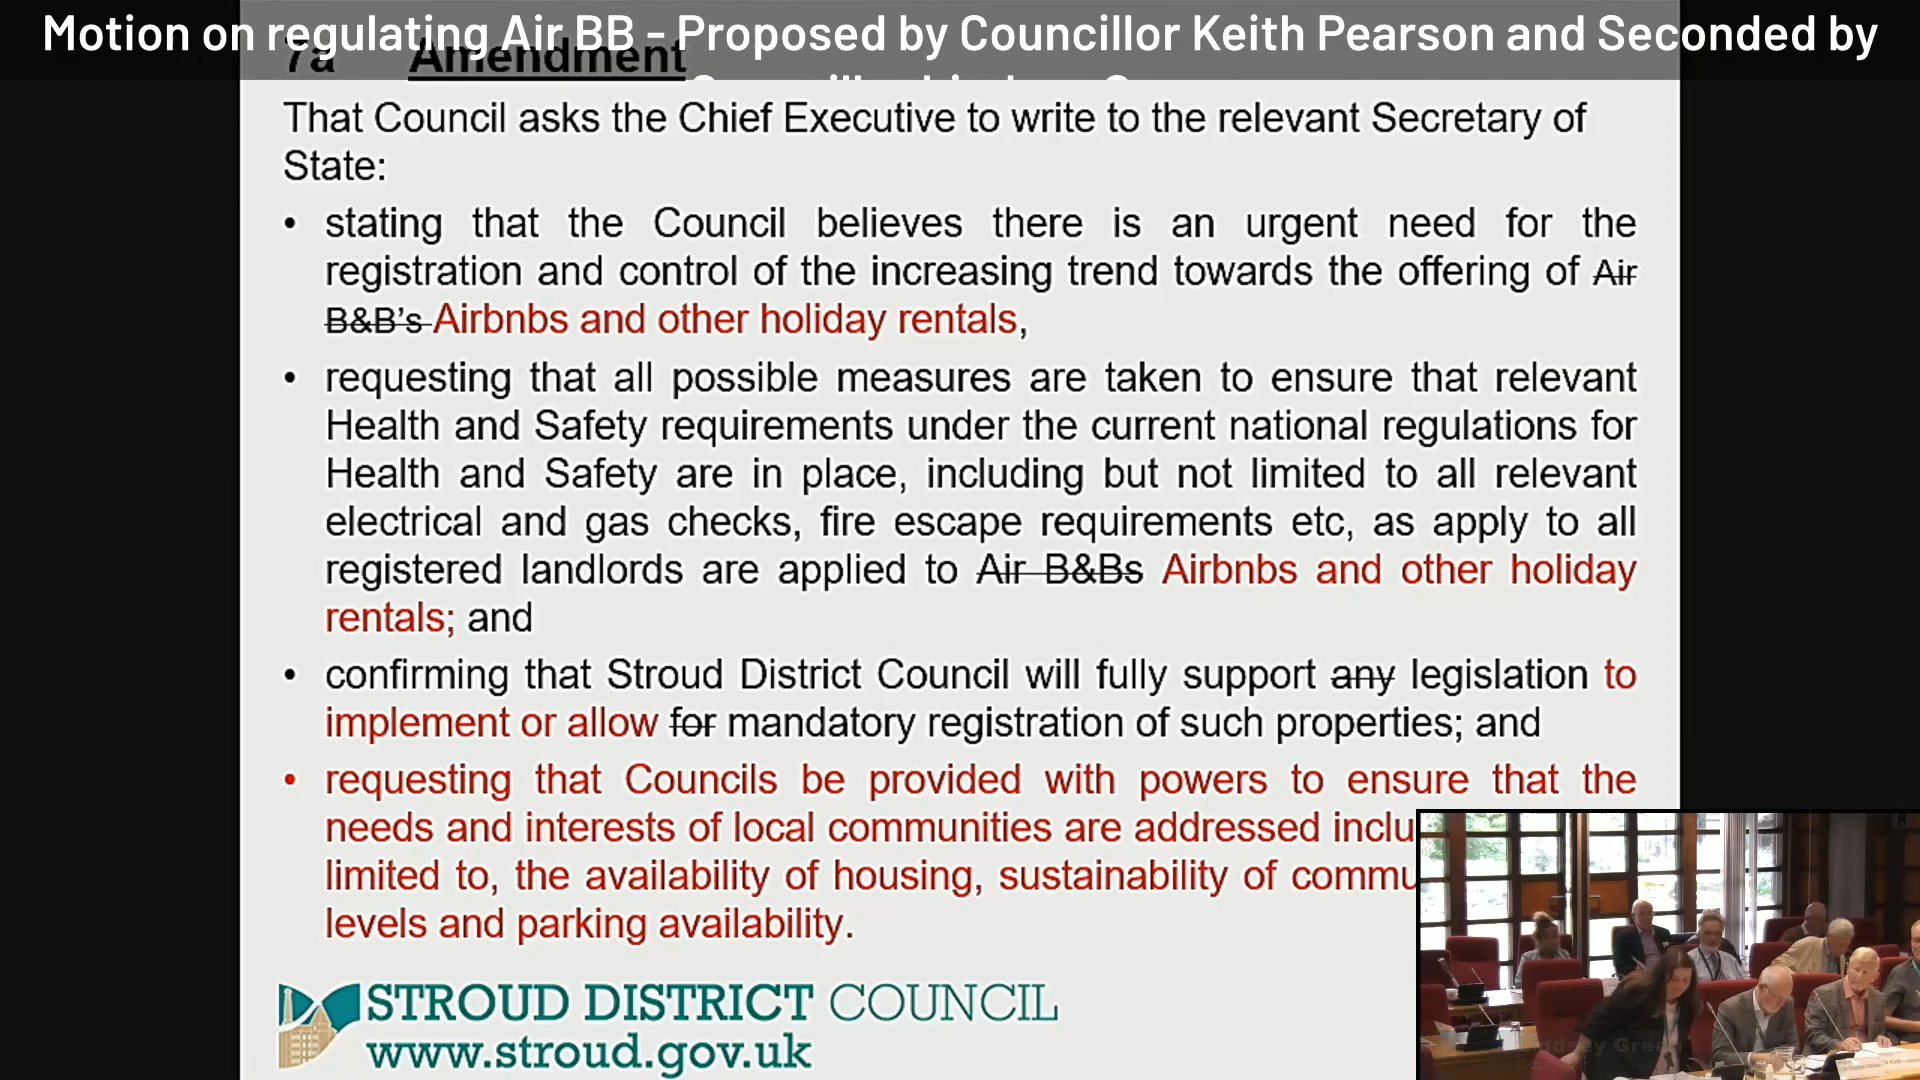 Motion on regulating Air BB - Proposed by Councillor Keith Pearson and Seconded by
7a Amendment
That Council asks the Chief Executive to write to the relevant Secretary of
State:
• stating that the Council believes there is an urgent need for the
registration and control of the increasing trend towards the offering of Air
B&B's Airbnbs and other holiday rentals,
• requesting that all possible measures are taken to ensure that relevant
Health and Safety requirements under the current national regulations for
Health and Safety are in place, including but not limited to all relevant
electrical and gas checks, fire escape requirements etc, as apply to all
registered landlords are applied to Air B&Bs Airbnbs and other holiday
rentals; and
• confirming that Stroud District Council will fully support any legislation to
implement or allow for mandatory registration of such properties; and
• requesting that Councils be provided with powers to ensure that the
needs and interests of local communities are addressed inclu
limited to, the availability of housing, sustainability of commu
levels and parking availability.
STROUD DISTRICT COUNCIL
www.stroud.gov.uk